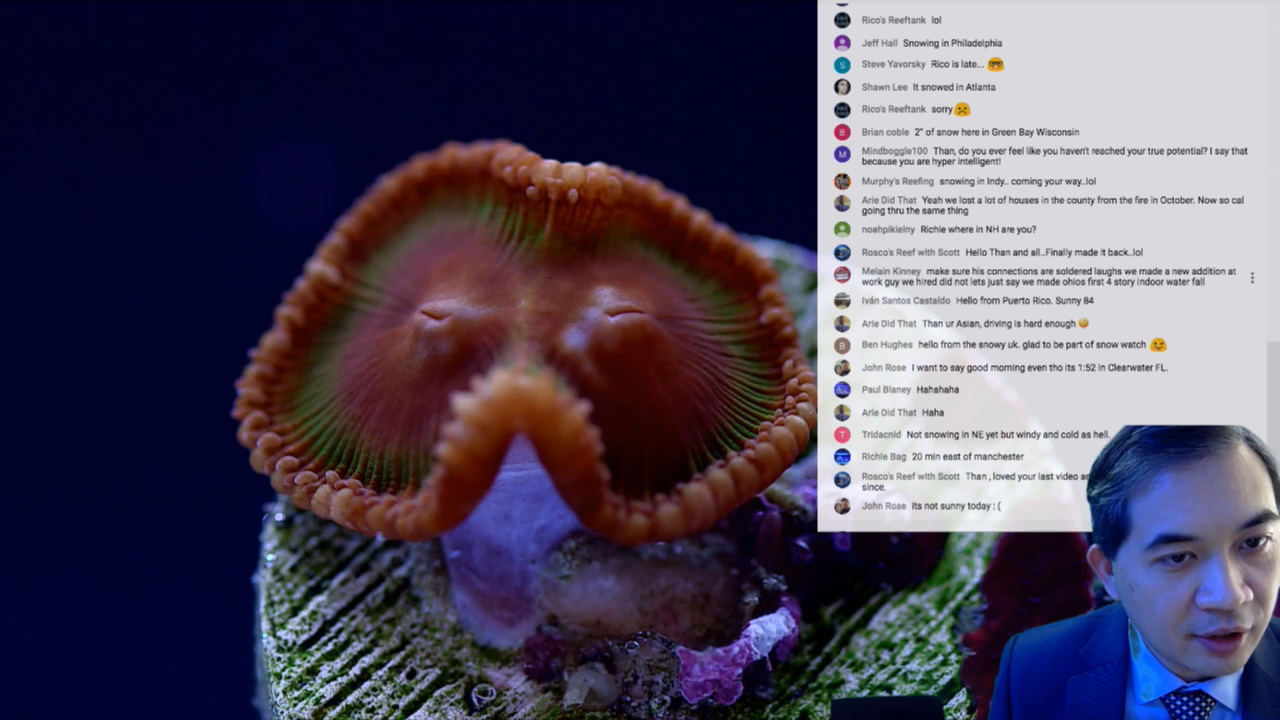 Rico's Reeftank lol
Jeff Hall Snowing in Philadelphia
S Steve Yavorsky Rico is late...
Shawn Lee It snowed in Atlanta
Rico's Reeftank sorry
B Brian coble 2" of snow here in Green Bay Wisconsin
M Mindboggle100 Than, do you ever feel like you haven't reached your true potential? I say that
because you are hyper intelligent!
Murphy's Reefing snowing in Indy.. coming your way..lol
Arie Did That Yeah we lost a lot of houses in the county from the fire in October. Now so cal
going thru the same thing
noahpikielny Richie where in NH are you?
Rosco's Reef with Scott Hello Than and all..Finally made it back..lol
Melain Kinney make sure his connections are soldered laughs we made a new addition at
work guy we hired did not lets just say we made ohios first 4 story indoor water fall
Iván Santos Castaldo Hello from Puerto Rico. Sunny 84
Arie Did That Than ur Asian, driving is hard enough
B Ben Hughes hello from the snowy uk. glad to be part of snow watch
John Rose I want to say good morning even tho its 1:52 in Clearwater FL.
Paul Blaney Hahahaha
Arie Did That Haha
T Tridacnid Not snowing in NE yet but windy and cold as hell.
Richie Bag 20 min east of manchester
Rosco's Reef with Scott Than , loved your last video
since.
John Rose Its not sunny today : (